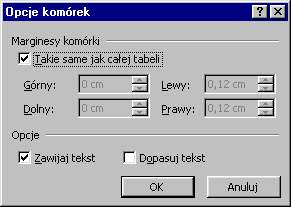 Opcje komórek
Marginesy komórki
Takie same jak całej tabeli
Górny: 0 cm Lewy: 0,12 cm
Dolny: 0 cm Prawy: 0,12 cm
Opcje
Zawijaj tekst Dopasuj tekst
OK Anuluj